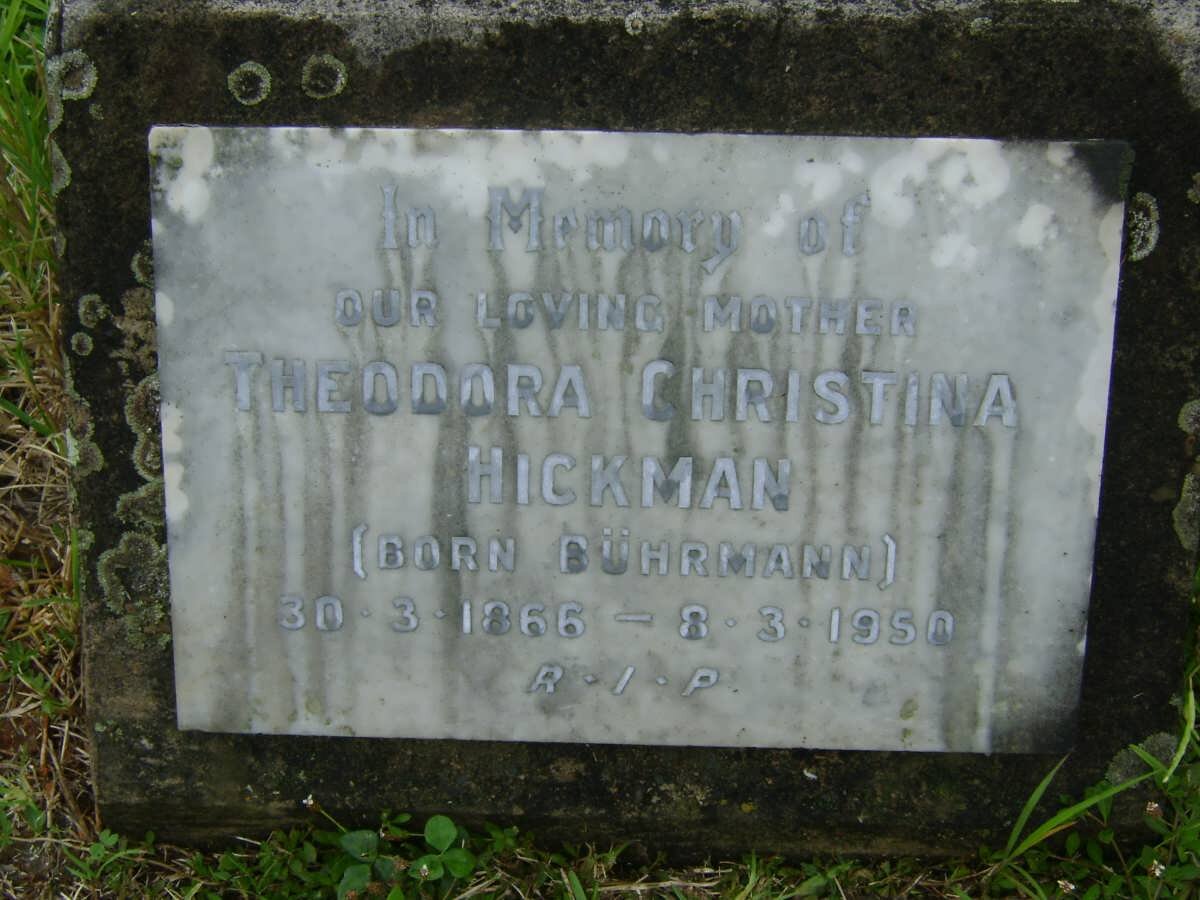 In Memory of
OUR LOVING MOTHER
THEODORA CHRISTINA
HICKMAN
(BORN BÜHRMANN)
30·3·1866 — 8·3·1950
R·I·P